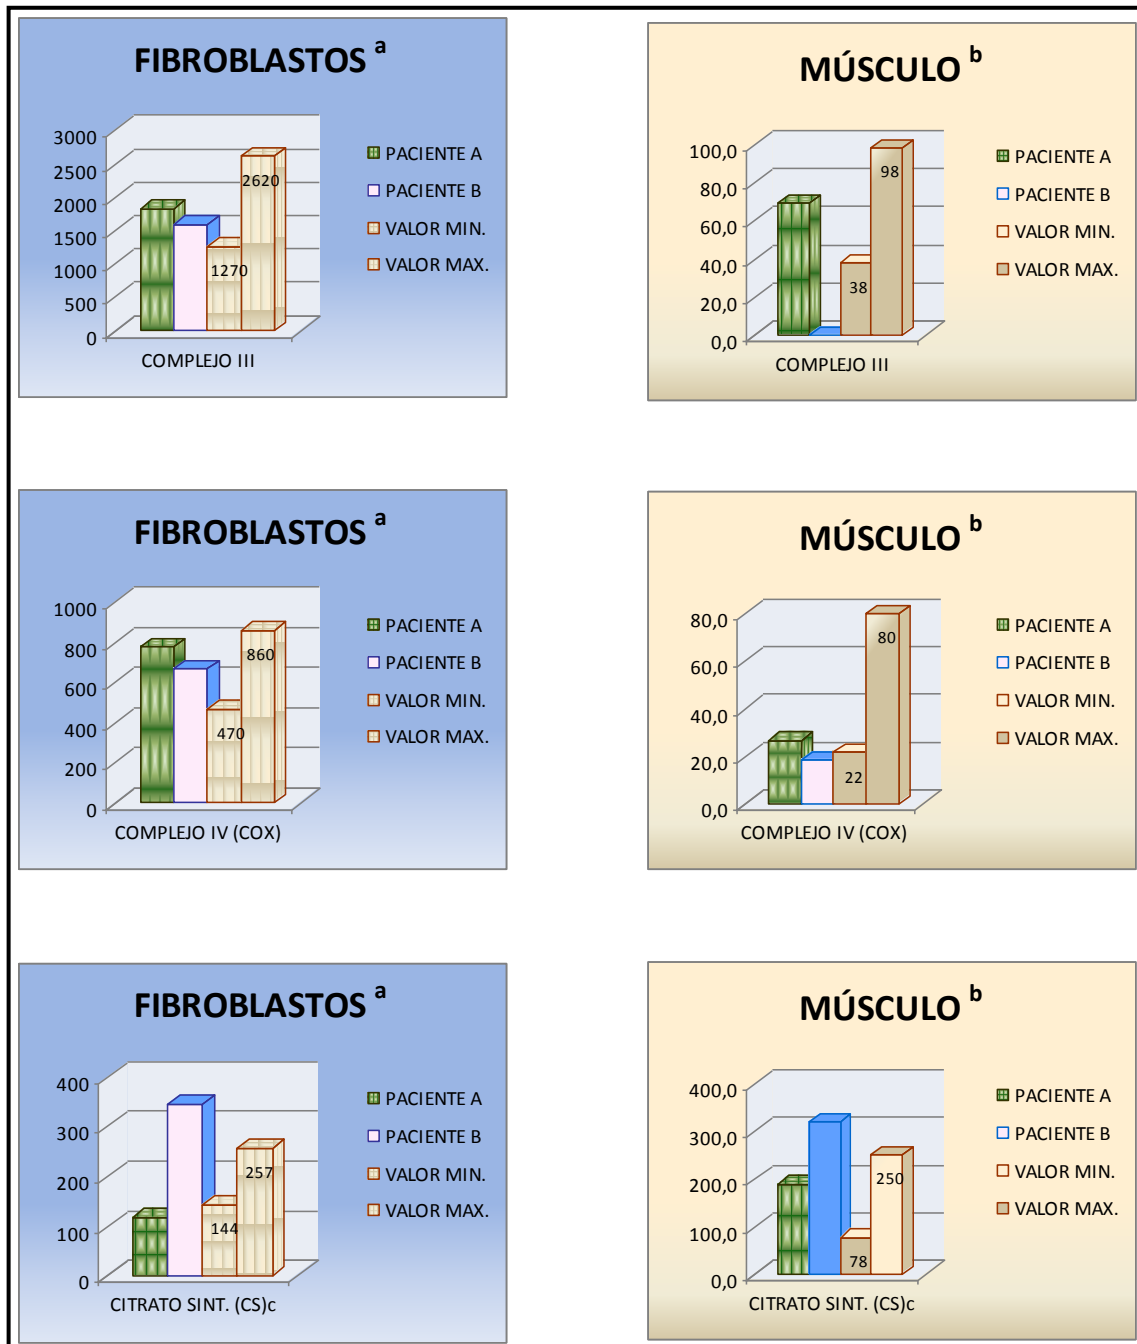 FIBROBLASTOS a
3000
2500
2000
1500
1000
500
0
1270
2620
COMPLEJO III
PACIENTE A
PACIENTE B
VALOR MIN.
VALOR MAX.
MÚSCULO b
100,0
80,0
60,0
40,0
20,0
0,0
38
98
COMPLEJO III
PACIENTE A
PACIENTE B
VALOR MIN.
VALOR MAX.
FIBROBLASTOS a
1000
800
600
400
200
0
470
860
COMPLEJO IV (COX)
PACIENTE A
PACIENTE B
VALOR MIN.
VALOR MAX.
MÚSCULO b
80,0
60,0
40,0
20,0
0,0
22
80
COMPLEJO IV (COX)
PACIENTE A
PACIENTE B
VALOR MIN.
VALOR MAX.
FIBROBLASTOS a
400
300
200
100
0
144
257
CITRATO SINT. (CS)c
PACIENTE A
PACIENTE B
VALOR MIN.
VALOR MAX.
MÚSCULO b
400,0
300,0
200,0
100,0
0,0
78
250
CITRATO SINT. (CS)c
PACIENTE A
PACIENTE B
VALOR MIN.
VALOR MAX.